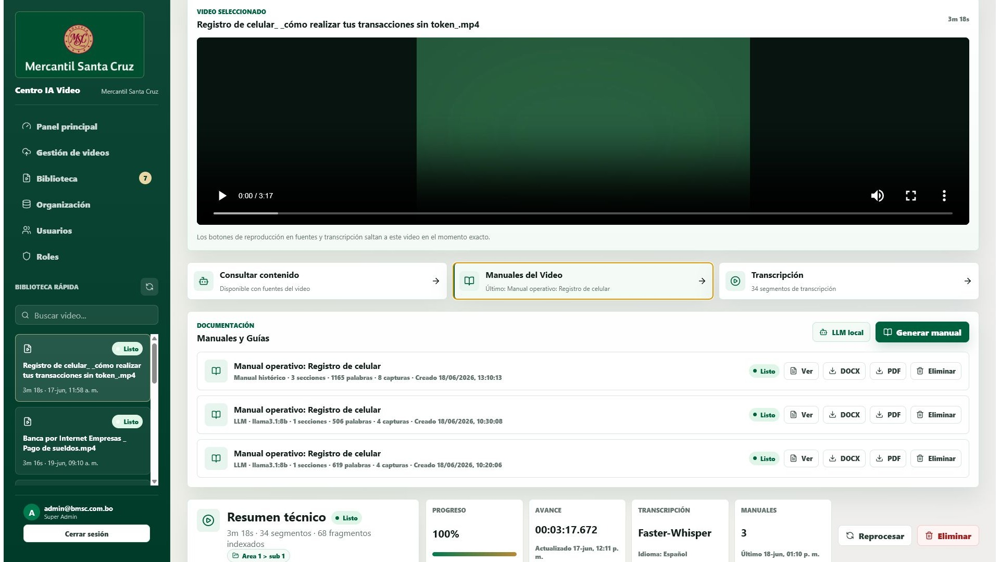 BOLIVIA
MSC
1905
Mercantil Santa Cruz
Centro IA Video
Mercantil Santa Cruz
Panel principal
Gestión de videos
Biblioteca
7
Organización
Usuarios
Roles
BIBLIOTECA RÁPIDA
Buscar video...
Listo
Registro de celular_ _cómo realizar
tus transacciones sin token_.mp4
3m 18s · 17-jun, 11:58 a. m.
Listo
Banca por Internet Empresas _
Pago de sueldos.mp4
3m 16s · 19-jun, 09:10 a. m.
A
admin@bmsc.com.bo
Super Admin
Cerrar sesión
VIDEO SELECCIONADO
Registro de celular_ _cómo realizar tus transacciones sin token_.mp4
3m 18s
0:00 / 3:17
Los botones de reproducción en fuentes y transcripción saltan a este video en el momento exacto.
Consultar contenido
Disponible con fuentes del video
Manuales del Video
Último: Manual operativo: Registro de celular
Transcripción
34 segmentos de transcripción
DOCUMENTACIÓN
Manuales y Guías
LLM local
Generar manual
Manual operativo: Registro de celular
Manual histórico · 3 secciones · 1165 palabras · 8 capturas · Creado 18/06/2026, 13:10:13
Listo
Ver
DOCX
PDF
Eliminar
Manual operativo: Registro de celular
LLM · llama3.1:8b · 1 secciones · 506 palabras · 4 capturas · Creado 18/06/2026, 10:30:08
Listo
Ver
DOCX
PDF
Eliminar
Manual operativo: Registro de celular
LLM · llama3.1:8b · 1 secciones · 619 palabras · 4 capturas · Creado 18/06/2026, 10:20:06
Listo
Ver
DOCX
PDF
Eliminar
Resumen técnico
Listo
3m 18s · 34 segmentos · 68 fragmentos
indexados
Area 1 > sub 1
PROGRESO
100%
AVANCE
00:03:17.672
Actualizado 17-jun, 12:11 p.
m.
TRANSCRIPCIÓN
Faster-Whisper
Idioma: Español
MANUALES
3
Último 18-jun, 01:10 p. m.
Reprocesar
Eliminar